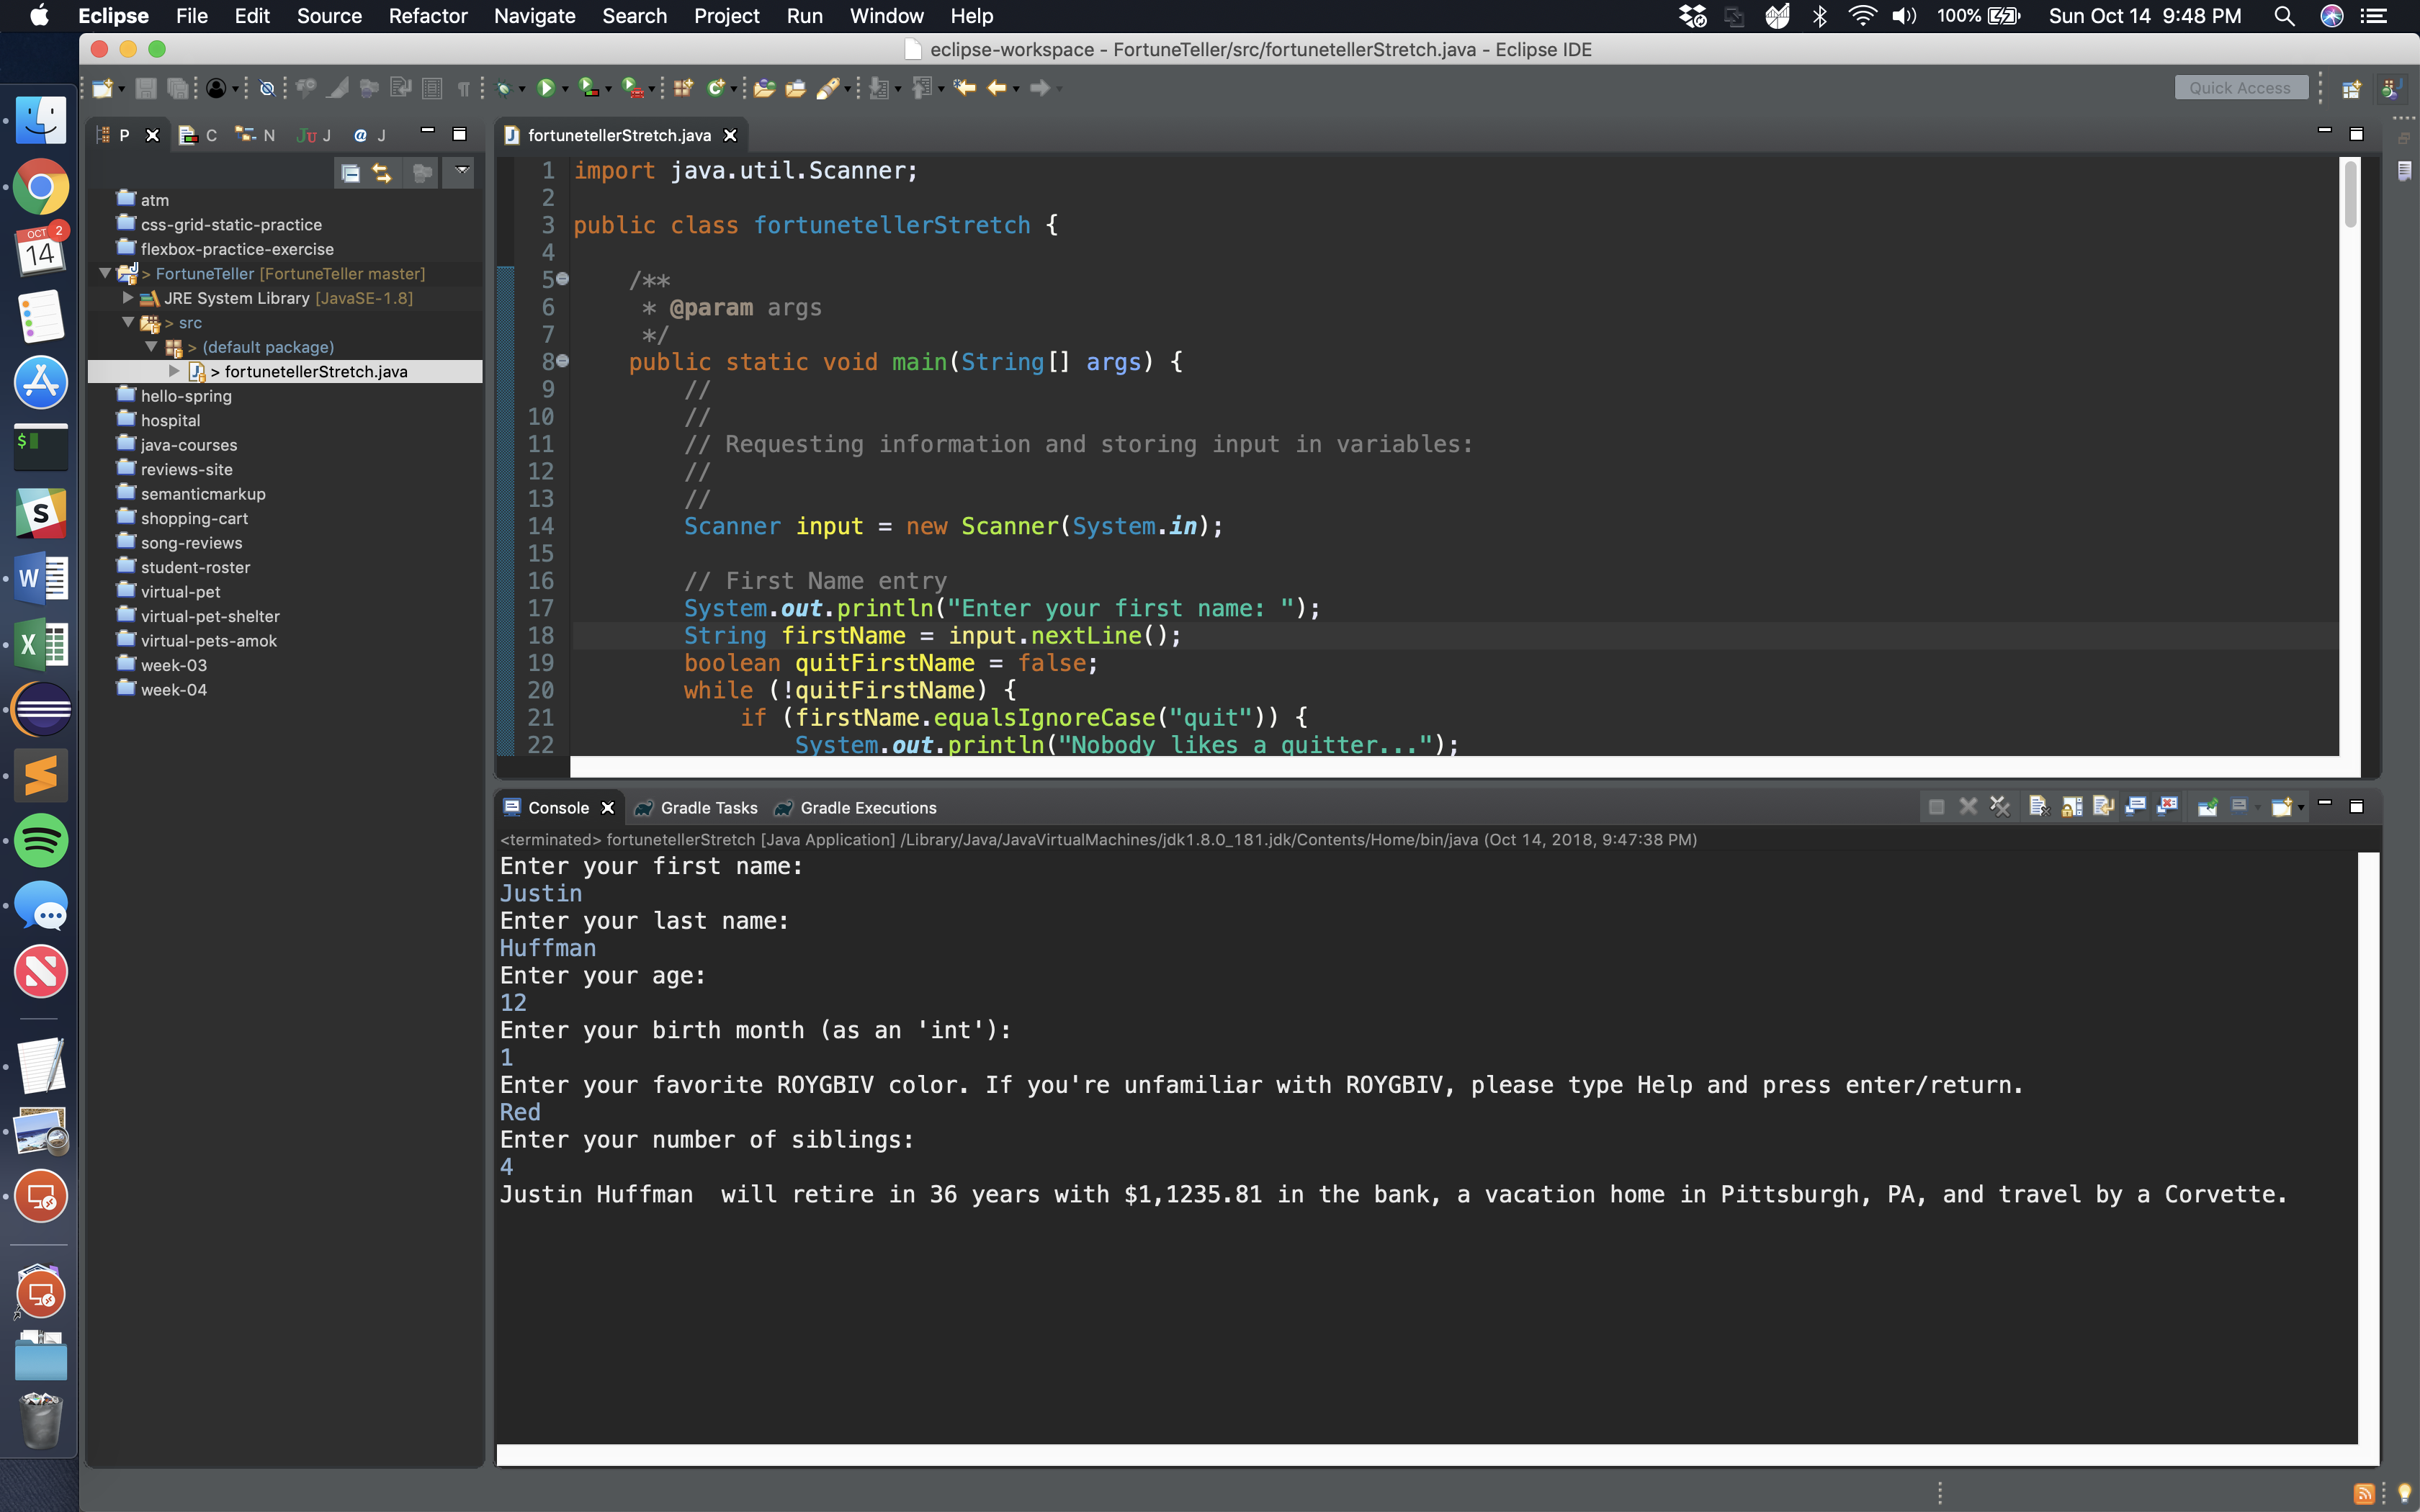 Eclipse File Edit Source Refactor Navigate Search Project Run Window Help 100% Sun Oct 14 9:48 PM
eclipse-workspace - FortuneTeller/src/fortunetellerStretch.java - Eclipse IDE
Quick Access
P C N Ju J @ J
fortunetellerStretch.java
atm
css-grid-static-practice
flexbox-practice-exercise
> FortuneTeller [FortuneTeller master]
JRE System Library [JavaSE-1.8]
> src
> (default package)
> fortunetellerStretch.java
hello-spring
hospital
java-courses
reviews-site
semanticmarkup
shopping-cart
song-reviews
student-roster
virtual-pet
virtual-pet-shelter
virtual-pets-amok
week-03
week-04
1 import java.util.Scanner;
2
3 public class fortunetellerStretch {
4
5 /**
6 * @param args
7 */
8 public static void main(String[] args) {
9 //
10 //
11 // Requesting information and storing input in variables:
12 //
13 //
14 Scanner input = new Scanner(System.in);
15
16 // First Name entry
17 System.out.println("Enter your first name: ");
18 String firstName = input.nextLine();
19 boolean quitFirstName = false;
20 while (!quitFirstName) {
21 if (firstName.equalsIgnoreCase("quit")) {
22 System.out.println("Nobody likes a quitter...");
Console Gradle Tasks Gradle Executions
<terminated> fortunetellerStretch [Java Application] /Library/Java/JavaVirtualMachines/jdk1.8.0_181.jdk/Contents/Home/bin/java (Oct 14, 2018, 9:47:38 PM)
Enter your first name:
Justin
Enter your last name:
Huffman
Enter your age:
12
Enter your birth month (as an 'int'):
1
Enter your favorite ROYGBIV color. If you're unfamiliar with ROYGBIV, please type Help and press enter/return.
Red
Enter your number of siblings:
4
Justin Huffman  will retire in 36 years with $1,1235.81 in the bank, a vacation home in Pittsburgh, PA, and travel by a Corvette.
OCT 2
14
$
S
W
X